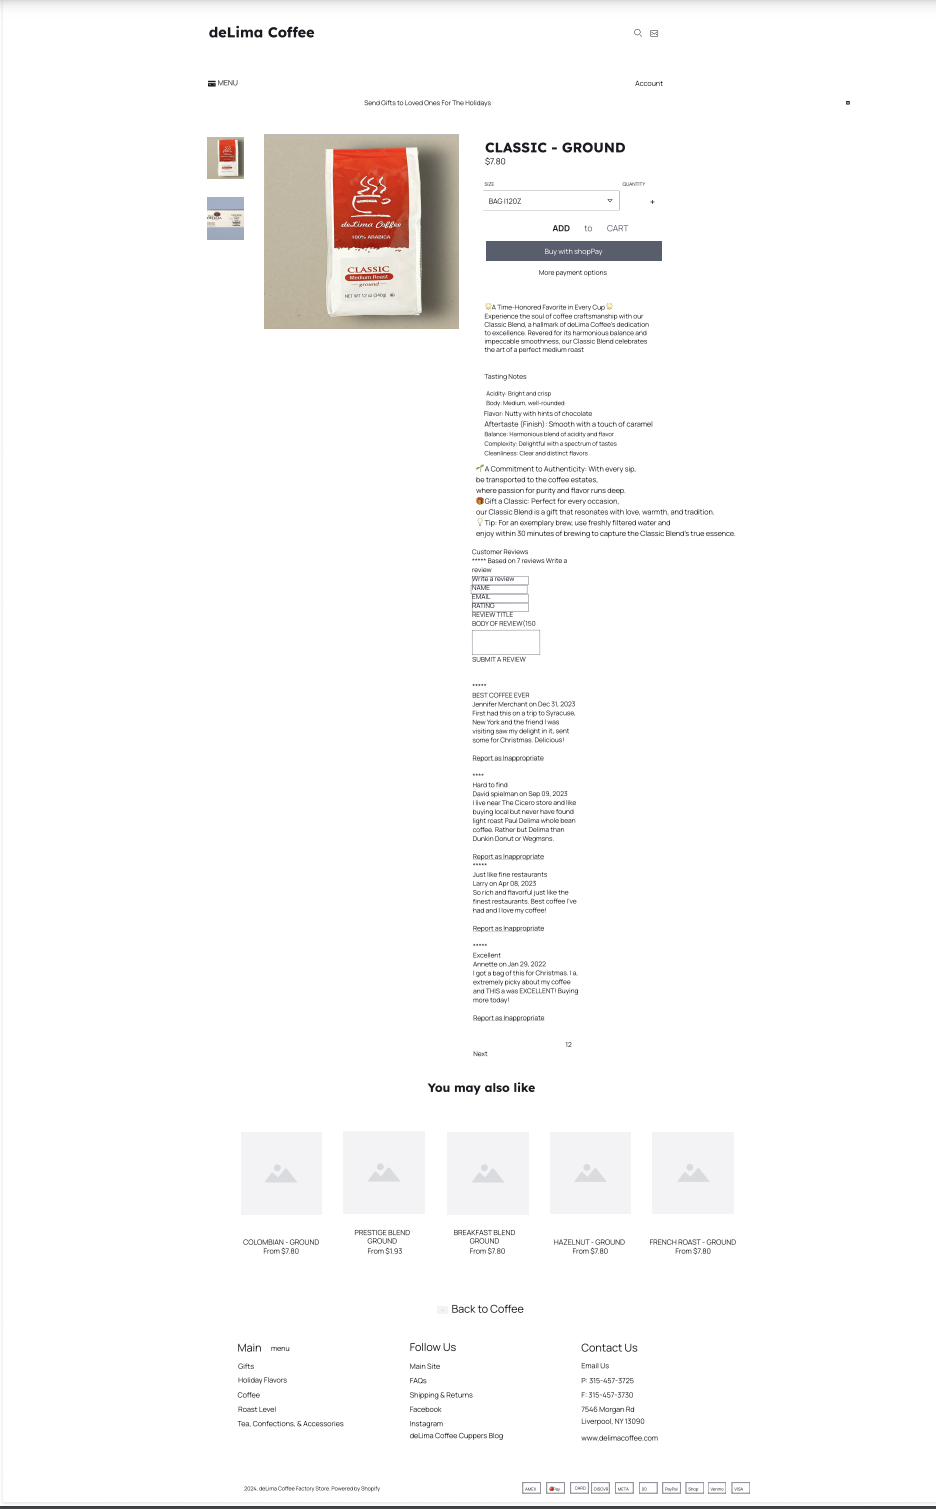 deLima Coffee
MENU
Account
Send Gifts to Loved Ones For The Holidays
deLima Coffee
100% ARABICA
CLASSIC
Medium Roast
ground
NET WT 12 oz (340g)
CLASSIC - GROUND
$7.80
SIZE
QUANTITY
BAG |12OZ
+
ADD to CART
Buy with shopPay
More payment options
A Time-Honored Favorite in Every Cup
Experience the soul of coffee craftsmanship with our
Classic Blend, a hallmark of deLima Coffee's dedication
to excellence. Revered for its harmonious balance and
impeccable smoothness, our Classic Blend celebrates
the art of a perfect medium roast
Tasting Notes
Acidity: Bright and crisp
Body: Medium, well-rounded
Flavor: Nutty with hints of chocolate
Aftertaste (Finish): Smooth with a touch of caramel
Balance: Harmonious blend of acidity and flavor
Complexity: Delightful with a spectrum of tastes
Cleanliness: Clear and distinct flavors
A Commitment to Authenticity: With every sip,
be transported to the coffee estates,
where passion for purity and flavor runs deep.
Gift a Classic: Perfect for every occasion,
our Classic Blend is a gift that resonates with love, warmth, and tradition.
Tip: For an exemplary brew, use freshly filtered water and
enjoy within 30 minutes of brewing to capture the Classic Blend's true essence.
Customer Reviews
***** Based on 7 reviews Write a
review
Write a review
NAME
EMAIL
RATING
REVIEW TITLE
BODY OF REVIEW(150
SUBMIT A REVIEW
*****
BEST COFFEE EVER
Jennifer Merchant on Dec 31, 2023
First had this on a trip to Syracuse,
New York and the friend I was
visiting saw my delight in it, sent
some for Christmas. Delicious!
Report as Inappropriate
****
Hard to find
David spielman on Sep 09, 2023
I live near The Cicero store and like
buying local but never have found
light roast Paul Delima whole bean
coffee. Rather but Delima than
Dunkin Donut or Wegmsns.
Report as Inappropriate
*****
Just like fine restaurants
Larry on Apr 08, 2023
So rich and flavorful just like the
finest restaurants. Best coffee I've
had and I love my coffee!
Report as Inappropriate
*****
Excellent
Annette on Jan 29, 2022
I got a bag of this for Christmas. I a,
extremely picky about my coffee
and THIS a was EXCELLENT! Buying
more today!
Report as Inappropriate
12
Next
You may also like
COLOMBIAN - GROUND
From $7.80
PRESTIGE BLEND
GROUND
From $1.93
BREAKFAST BLEND
GROUND
From $7.80
HAZELNUT - GROUND
From $7.80
FRENCH ROAST - GROUND
From $7.80
Back to Coffee
Main menu
Gifts
Holiday Flavors
Coffee
Roast Level
Tea, Confections, & Accessories
Follow Us
Main Site
FAQs
Shipping & Returns
Facebook
Instagram
deLima Coffee Cuppers Blog
Contact Us
Email Us
P: 315-457-3725
F: 315-457-3730
7546 Morgan Rd
Liverpool, NY 13090
www.delimacoffee.com
2024, deLima Coffee Factory Store. Powered by Shopify
AMEX
Pay
CARD
DISCVR
META
PayPal
Shop
Venmo
VISA